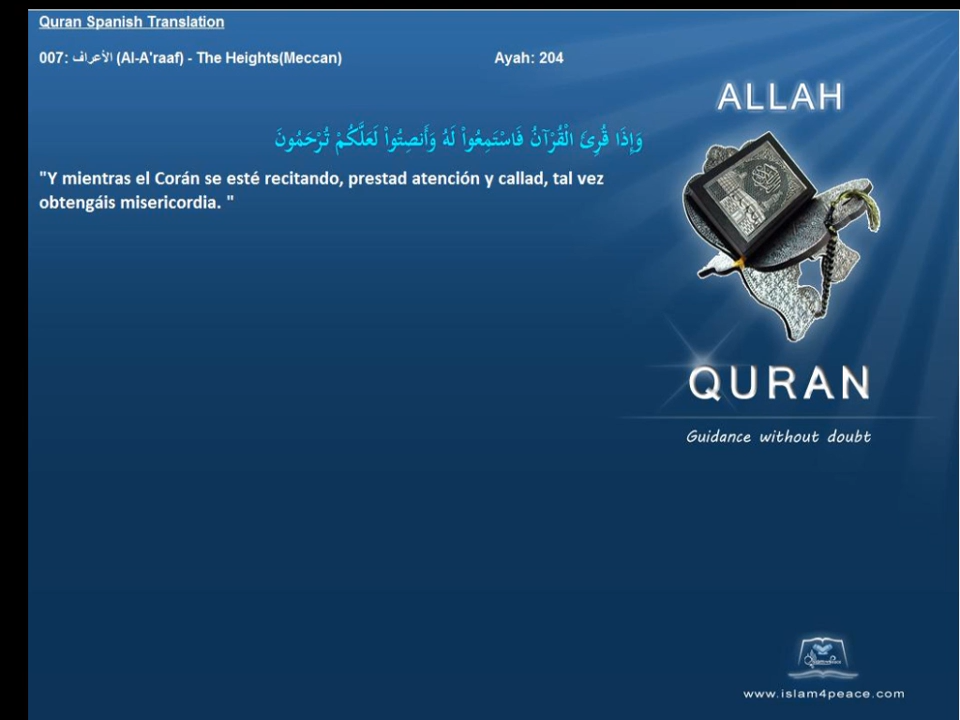 Quran Spanish Translation
007: الأعراف (Al-A'raaf) - The Heights(Meccan) Ayah: 204
وَإِذَا قُرِئَ الْقُرْآنُ فَاسْتَمِعُواْ لَهُ وَأَنصِتُواْ لَعَلَّكُمْ تُرْحَمُونَ
"Y mientras el Corán se esté recitando, prestad atención y callad, tal vez
obtengáis misericordia. "
ALLAH
QURAN
Guidance without doubt
www.islam4peace.com